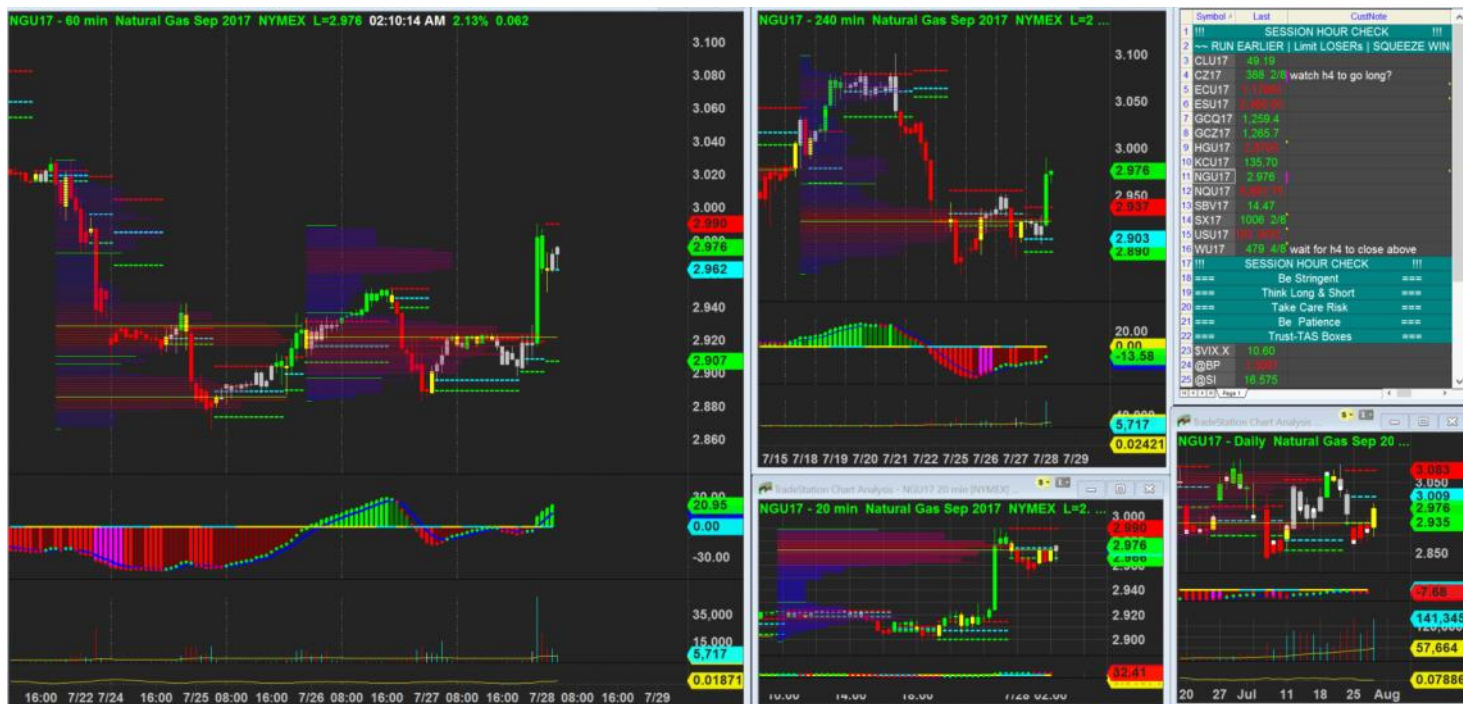 NGU17 - 60 min Natural Gas Sep 2017 NYMEX L=2.976 02:10:14 AM 2.13% 0.062
3.100
3.080
3.060
3.040
3.020
3.000
2.990
2.976
2.962
2.940
2.920
2.907
2.900
2.880
2.860
20.95
0.00
-30.00
35,000
15,000
5,717
0.01871
16:00 7/22 7/24 16:00 7/25 08:00 16:00 7/26 08:00 16:00 7/27 08:00 16:00 7/28 08:00 16:00 7/29
NGU17 - 240 min Natural Gas Sep 2017 NYMEX L=2 ...
3.100
3.050
3.000
2.976
2.950
2.937
2.903
2.890
20.00
0.00
-13.58
5,717
0.02421
7/15 7/18 7/19 7/20 7/21 7/22 7/25 7/26 7/27 7/28 7/29
TradeStation Chart Analysis - NGU17 20 min [NYMEX] ...
NGU17 - 20 min Natural Gas Sep 2017 NYMEX L=2. ...
3.000
2.990
2.976
2.966
2.960
2.940
2.920
2.900
32.41
14:00
7/28 02:00
Symbol Last CustNote
1 !!! SESSION HOUR CHECK !!!
2 ~~ RUN EARLIER | Limit LOSERs | SQUEEZE WIN
3 CLU17 49.19
4 CZ17 368 2/8 watch h4 to go long?
5 ECU17
6 ESU17
7 GCQ17 1,259.4
8 GCZ17 1,265.7
9 HGU17
10 KCU17 135.70
11 NGU17 2.976
12 NQU17
13 SBV17 14.47
14 SX17 1006 2/8
15 USU17
16 WU17 479 4/8 wait for h4 to close above
17 !!! SESSION HOUR CHECK !!!
18 === Be Stringent ===
19 === Think Long & Short ===
20 === Take Care Risk ===
21 === Be Patience ===
22 === Trust-TAS Boxes ===
23 $VIX.X 10.60
24 @BP
25 @SI 16.575
Page 1
TradeStation Chart Analysis ...
NGU17 - Daily Natural Gas Sep 20 ...
3.083
3.050
3.009
2.976
2.935
2.850
-7.68
141,345
57,664
0.07886
20 27 Jul 11 18 25 Aug